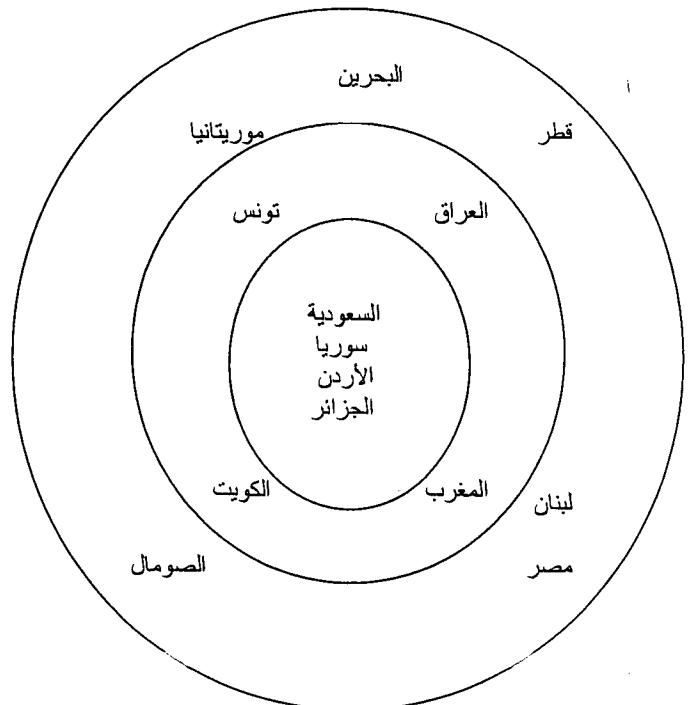 البحرين
قطر
موريتانيا
العراق
تونس
السعودية
سوريا
الأردن
الجزائر
المغرب
الكويت
لبنان
مصر
الصومال